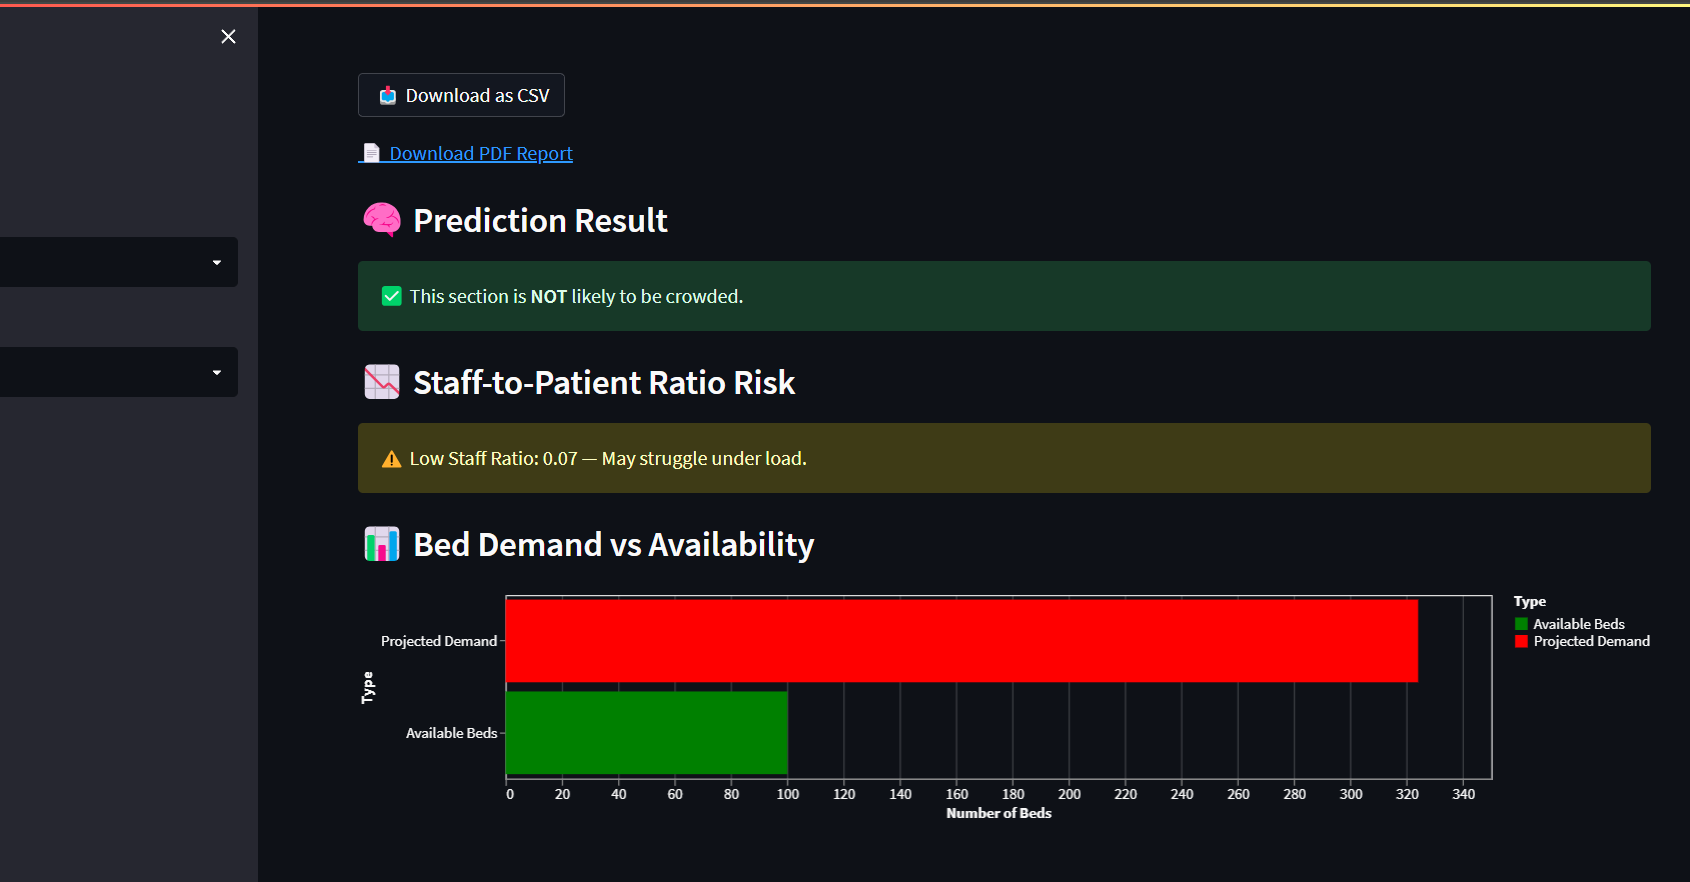 Download as CSV
Download PDF Report
Prediction Result
This section is NOT likely to be crowded.
Staff-to-Patient Ratio Risk
Low Staff Ratio: 0.07 — May struggle under load.
Bed Demand vs Availability
Type
Available Beds
Projected Demand
Projected Demand
Type
Available Beds
0 20 40 60 80 100 120 140 160 180 200 220 240 260 280 300 320 340
Number of Beds